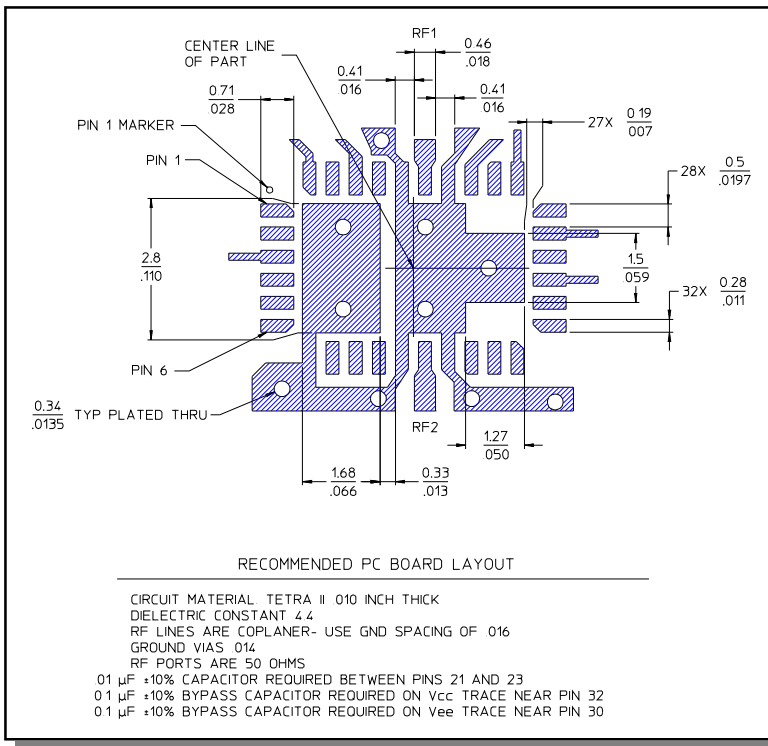 RF1
CENTER LINE
OF PART
0.46
.018
0.41
.016
0.41
.016
0.71
028
27X 0 19
007
PIN 1 MARKER
PIN 1
28X 0 5
.0197
2.8
.110
1.5
059
32X 0.28
.011
PIN 6
0.34
.0135
TYP PLATED THRU
RF2
1.27
.050
1.68
.066
0.33
.013
RECOMMENDED PC BOARD LAYOUT
CIRCUIT MATERIAL TETRA II 010 INCH THICK
DIELECTRIC CONSTANT 4.4
RF LINES ARE COPLANER- USE GND SPACING OF 016
GROUND VIAS 014
RF PORTS ARE 50 OHMS
.01 µF ±10% CAPACITOR REQUIRED BETWEEN PINS 21 AND 23
0.1 µF ±10% BYPASS CAPACITOR REQUIRED ON Vcc TRACE NEAR PIN 32
0.1 µF ±10% BYPASS CAPACITOR REQUIRED ON Vee TRACE NEAR PIN 30